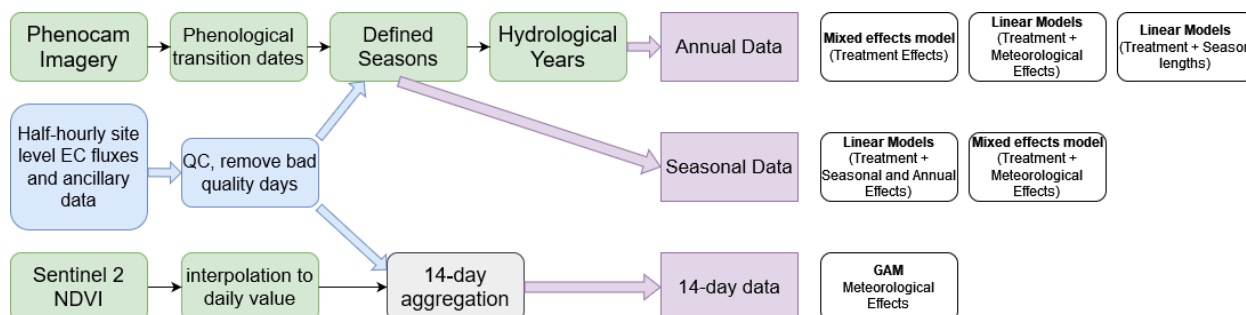 Phenocam
Imagery
Phenological
transition dates
Defined
Seasons
Hydrological
Years
Annual Data
Mixed effects model
(Treatment Effects)
Linear Models
(Treatment +
Meteorological
Effects)
Linear Models
(Treatment + Season
lengths)
Half-hourly site
level EC fluxes
and ancillary
data
QC, remove bad
quality days
Seasonal Data
Linear Models
(Treatment +
Seasonal and Annual
Effects)
Mixed effects model
(Treatment +
Meteorological
Effects)
Sentinel 2
NDVI
interpolation to
daily value
14-day
aggregation
14-day data
GAM
Meteorological
Effects